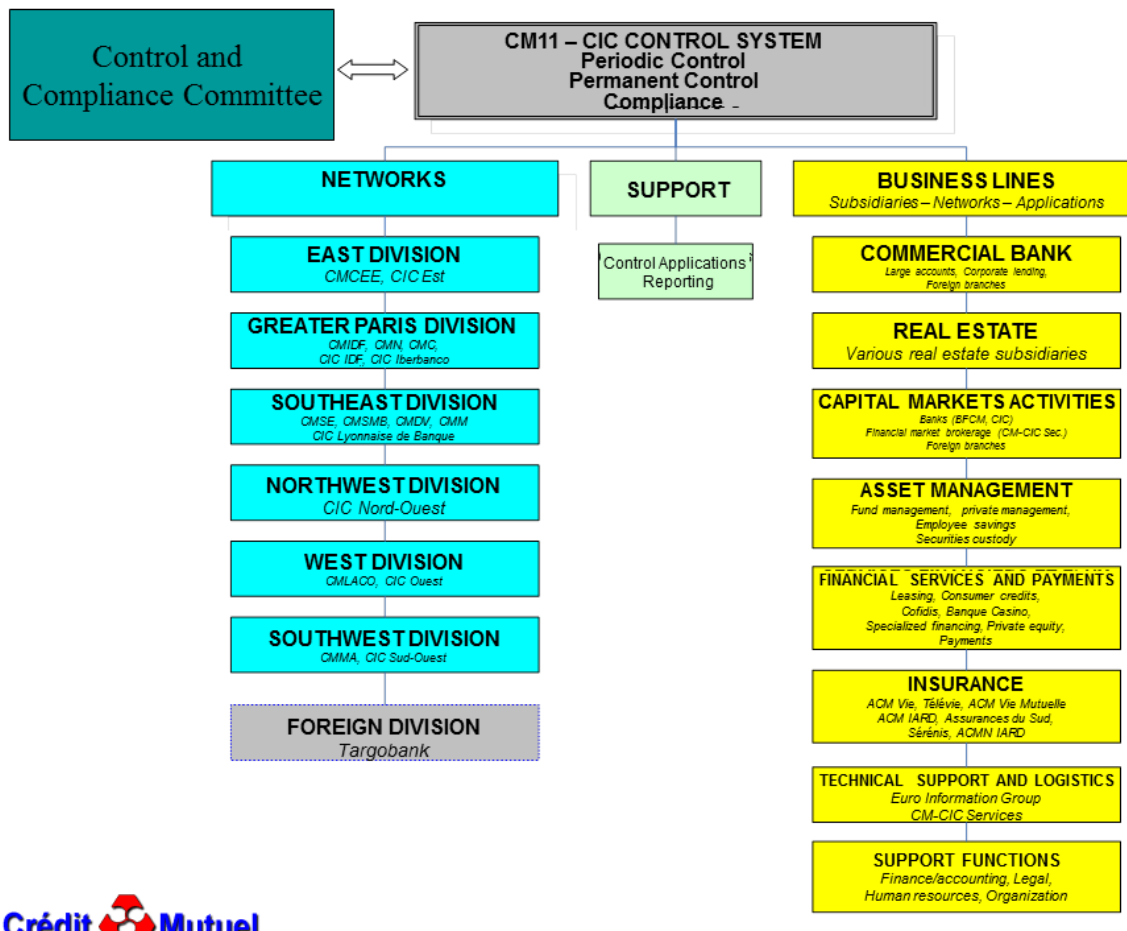 Control and
Compliance Committee
CM11 – CIC CONTROL SYSTEM
Periodic Control
Permanent Control
Compliance
NETWORKS
EAST DIVISION
CMCEE, CIC Est
GREATER PARIS DIVISION
CMIDF, CMN, CMC,
CIC IDF, CIC Iberbanco
SOUTHEAST DIVISION
CMSE, CMSMB, CMDV, CMM
CIC Lyonnaise de Banque
NORTHWEST DIVISION
CIC Nord-Ouest
WEST DIVISION
CMLACO, CIC Ouest
SOUTHWEST DIVISION
CMMA, CIC Sud-Ouest
FOREIGN DIVISION
Targobank
SUPPORT
Control Applications
Reporting
BUSINESS LINES
Subsidiaries – Networks – Applications
COMMERCIAL BANK
Large accounts, Corporate lending,
Foreign branches
REAL ESTATE
Various real estate subsidiaries
CAPITAL MARKETS ACTIVITIES
Banks (BFCM, CIC)
Financial market brokerage (CM-CIC Sec.)
Foreign branches
ASSET MANAGEMENT
Fund management, private management,
Employee savings
Securities custody
FINANCIAL SERVICES AND PAYMENTS
Leasing, Consumer credits,
Cofidis, Banque Casino,
Specialized financing, Private equity,
Payments
INSURANCE
ACM Vie, Télévie, ACM Vie Mutuelle
ACM IARD, Assurances du Sud,
Sérénis, ACMN IARD
TECHNICAL SUPPORT AND LOGISTICS
Euro Information Group
CM-CIC Services
SUPPORT FUNCTIONS
Finance/accounting, Legal,
Human resources, Organization
Crédit Mutuel